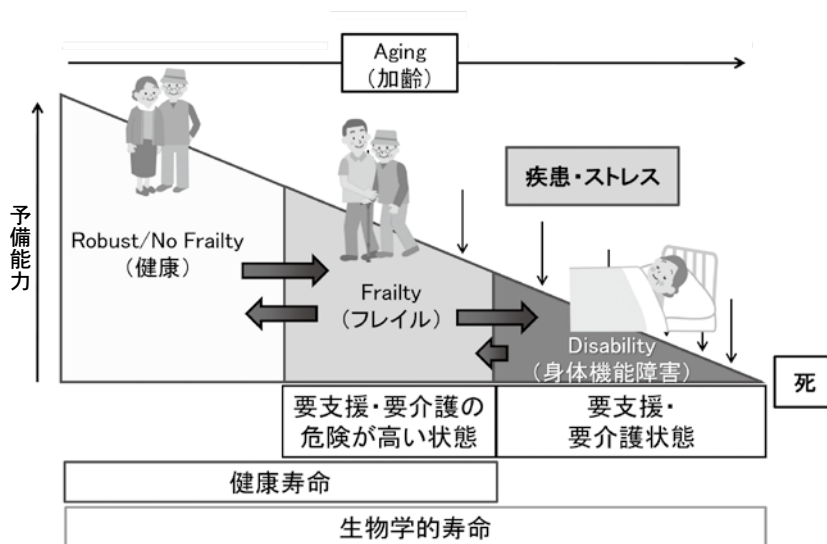 Aging
(加齢)
予備能力
疾患・ストレス
Robust/No Frailty
(健康)
Frailty
(フレイル)
Disability
(身体機能障害)
死
要支援・要介護の
危険が高い状態
要支援・
要介護状態
健康寿命
生物学的寿命